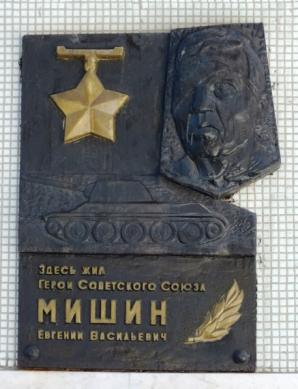 Здесь жил
Герой Советского Союза
МИШИН
Евгений Васильевич